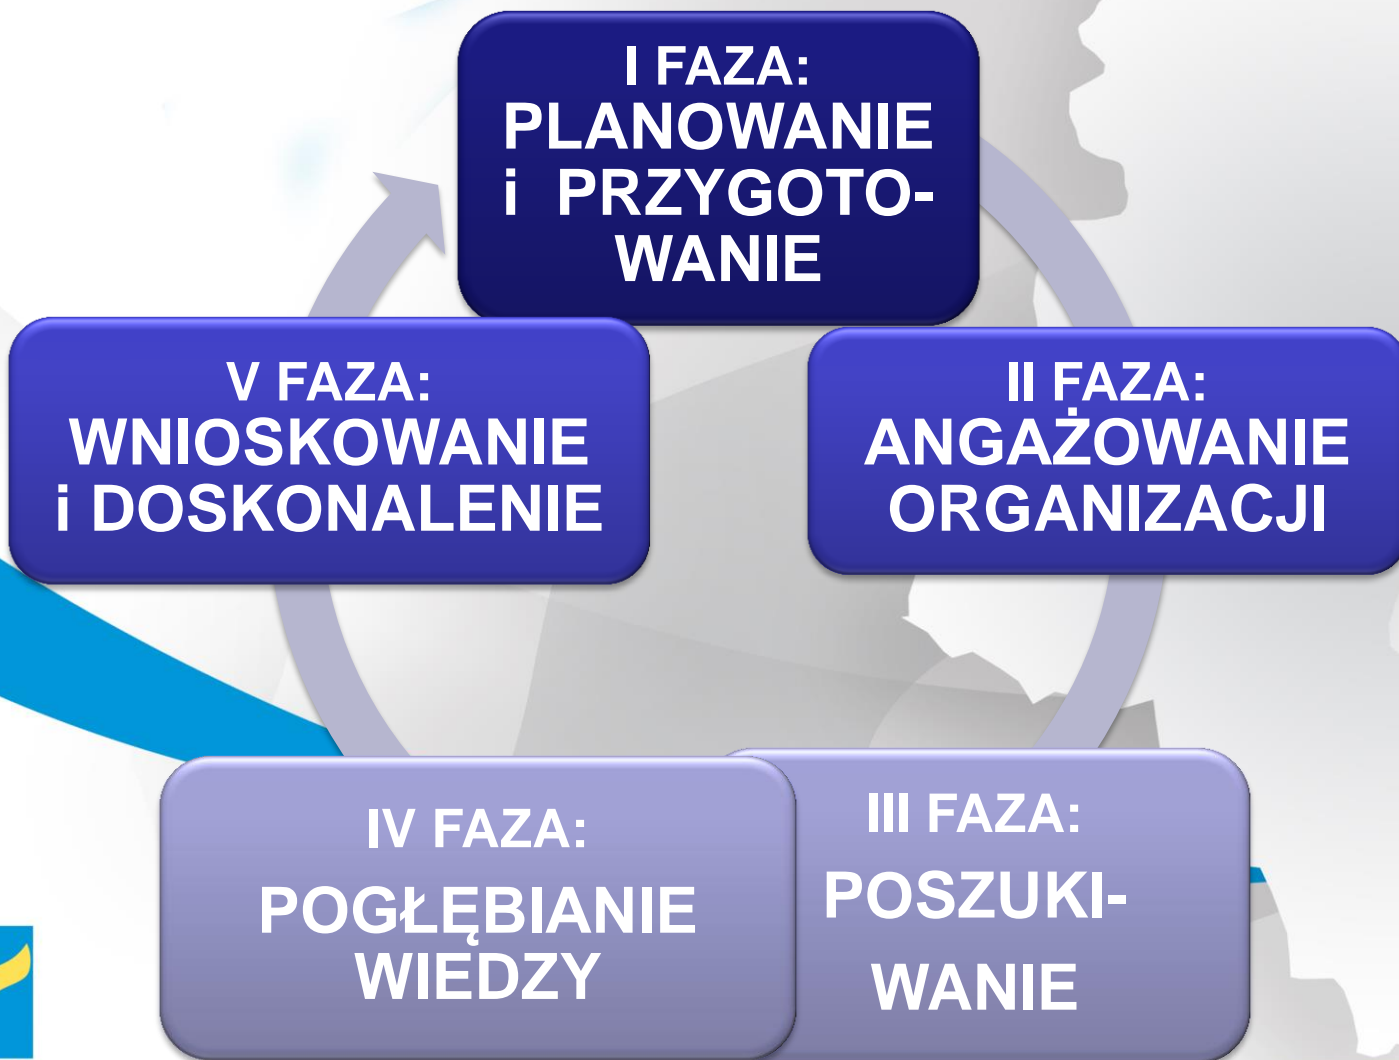 I FAZA:
PLANOWANIE
i PRZYGOTO-
WANIE
II FAZA:
ANGAŻOWANIE
ORGANIZACJI
III FAZA:
POSZUKI-
WANIE
IV FAZA:
POGŁĘBIANIE
WIEDZY
V FAZA:
WNIOSKOWANIE
i DOSKONALENIE